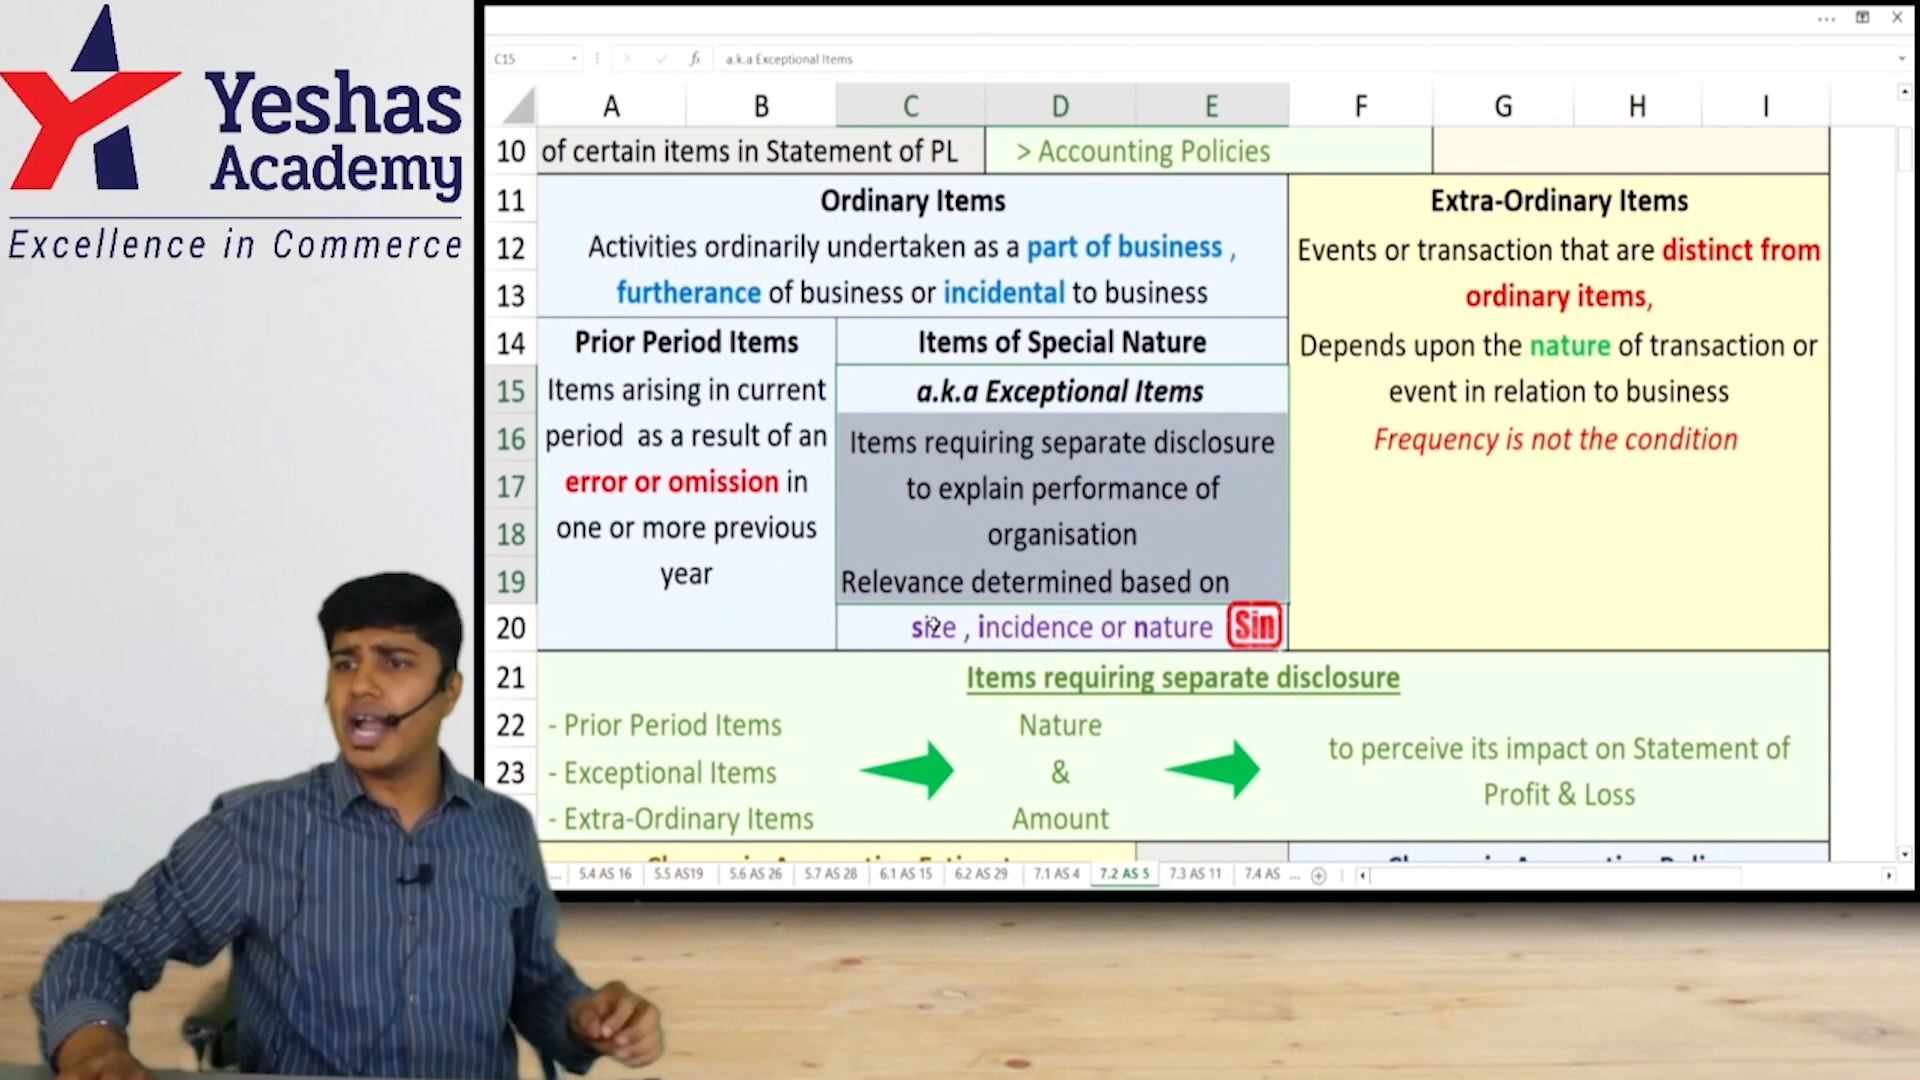 Yeshas
Academy
Excellence in Commerce
C15
fx
a.k.a Exceptional Items
A B C D E F G H I
10 of certain items in Statement of PL > Accounting Policies
11 Ordinary Items Extra-Ordinary Items
12 Activities ordinarily undertaken as a part of business , Events or transaction that are distinct from
13 furtherance of business or incidental to business ordinary items,
14 Prior Period Items Items of Special Nature Depends upon the nature of transaction or
15 Items arising in current a.k.a Exceptional Items event in relation to business
16 period as a result of an Items requiring separate disclosure Frequency is not the condition
17 error or omission in to explain performance of
18 one or more previous organisation
19 year Relevance determined based on
20 size , incidence or nature Sin
21 Items requiring separate disclosure
22 - Prior Period Items Nature to perceive its impact on Statement of
23 - Exceptional Items & Profit & Loss
- Extra-Ordinary Items Amount
... 5.4 AS 16 5.5 AS19 5.6 AS 26 5.7 AS 28 6.1 AS 15 6.2 AS 29 7.1 AS 4 7.2 AS 5 7.3 AS 11 7.4 AS ...